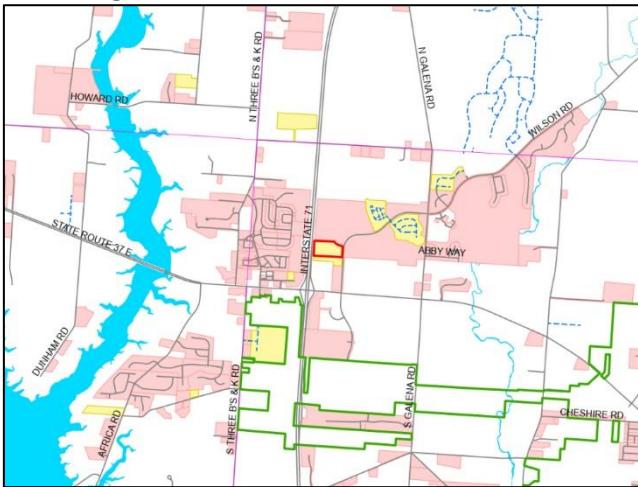 HOWARD RD
N THREE B'S & K RD
N GALENA RD
WILSON RD
STATE ROUTE 37 E
INTERSTATE 71
ABBY WAY
DUNHAM RD
AFRICA RD
S THREE B'S & K RD
S GALENA RD
CHESHIRE RD